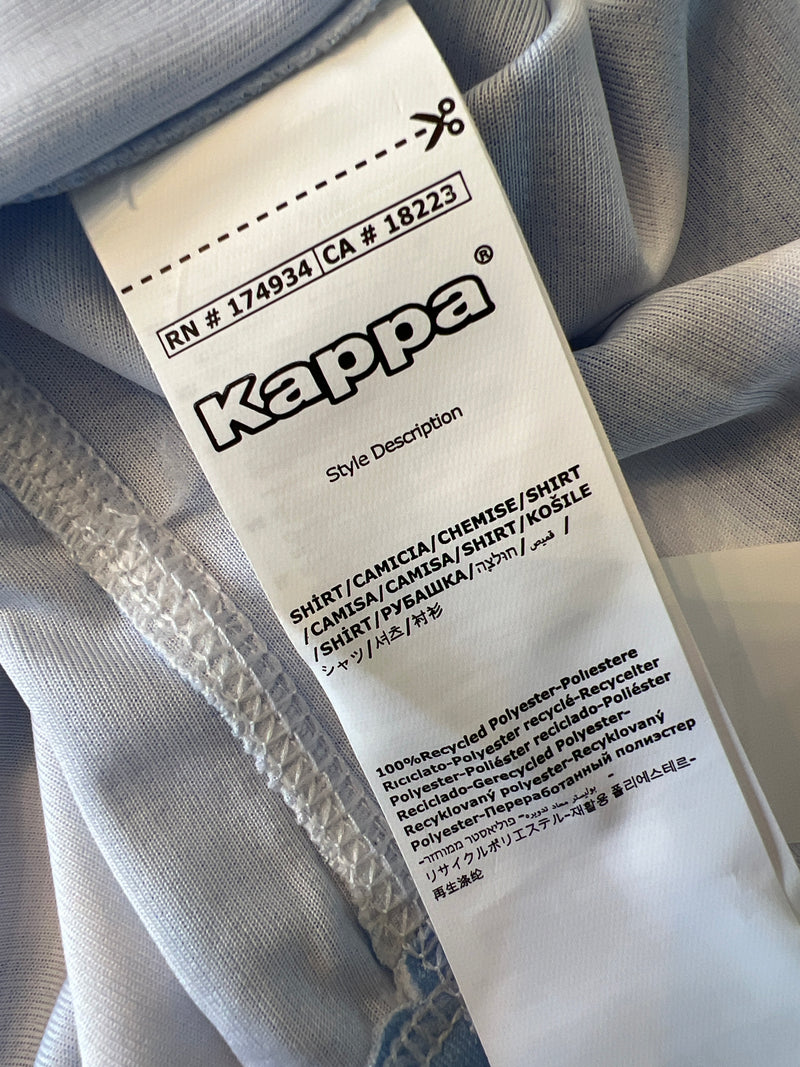 RN # 174934 CA # 18223
Kappa®
Style Description
SHİRT/CAMICIA/CHEMISE/SHIRT
/CAMISA/CAMISA/SHIRT/KOŠILE
/SHİRT/РУБАШКА/חולצה/قميص/
シャツ/셔츠/衬衫
100%Recycled Polyester-Polıestere
Rıcıclato-Polyester recyclé-Recycelter
Polyester-Poliéster reciclado-Poliéster
Reciclado-Gerecycled Polyester-
Recyklovaný polyester-Recyklovaný
Polyester-Переработанный полиэстер
-פוליאסטר ממוחזר-بوليستر معاد تدويره-
リサイクルポリエステル-재활용 폴리에스테르-
再生涤纶